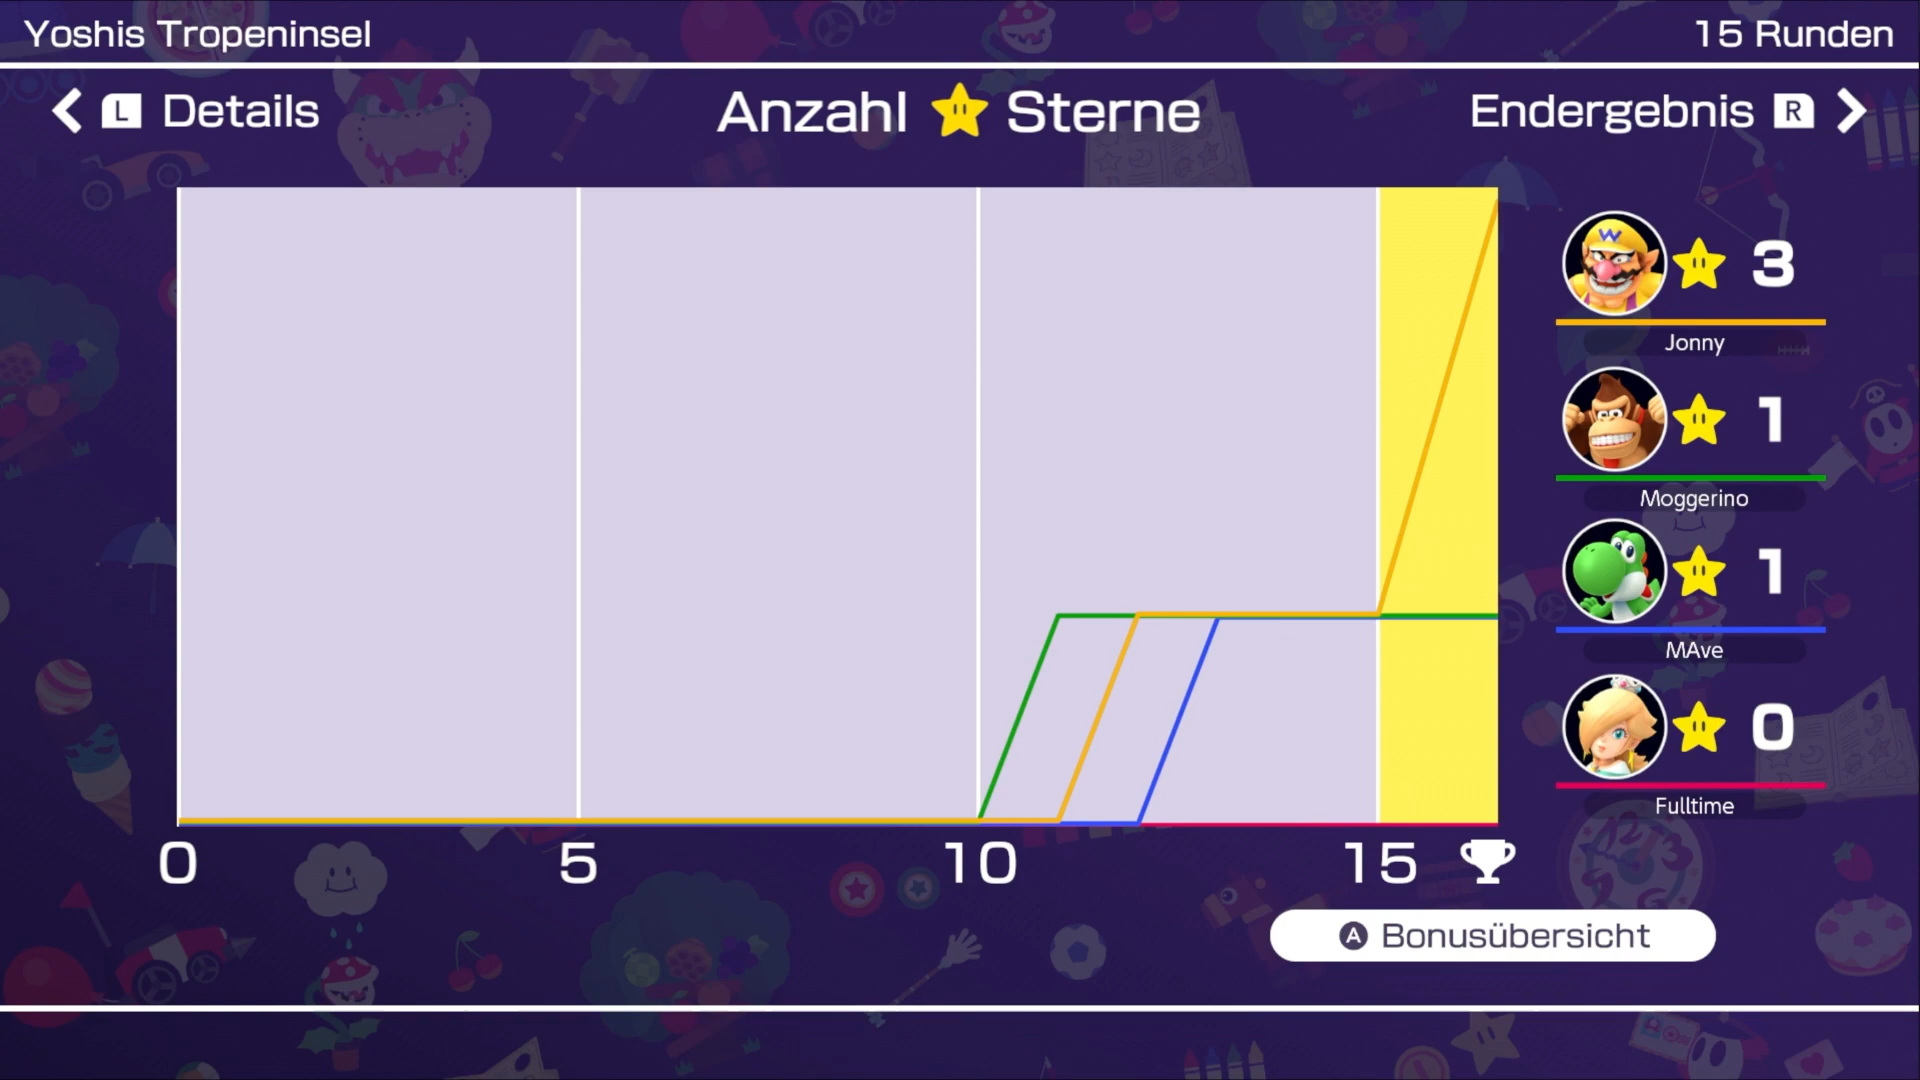 Yoshis Tropeninsel
15 Runden
L Details
Anzahl Sterne
Endergebnis R
3
Jonny
1
Moggerino
1
MAve
0
Fulltime
0 5 10 15
A Bonusübersicht